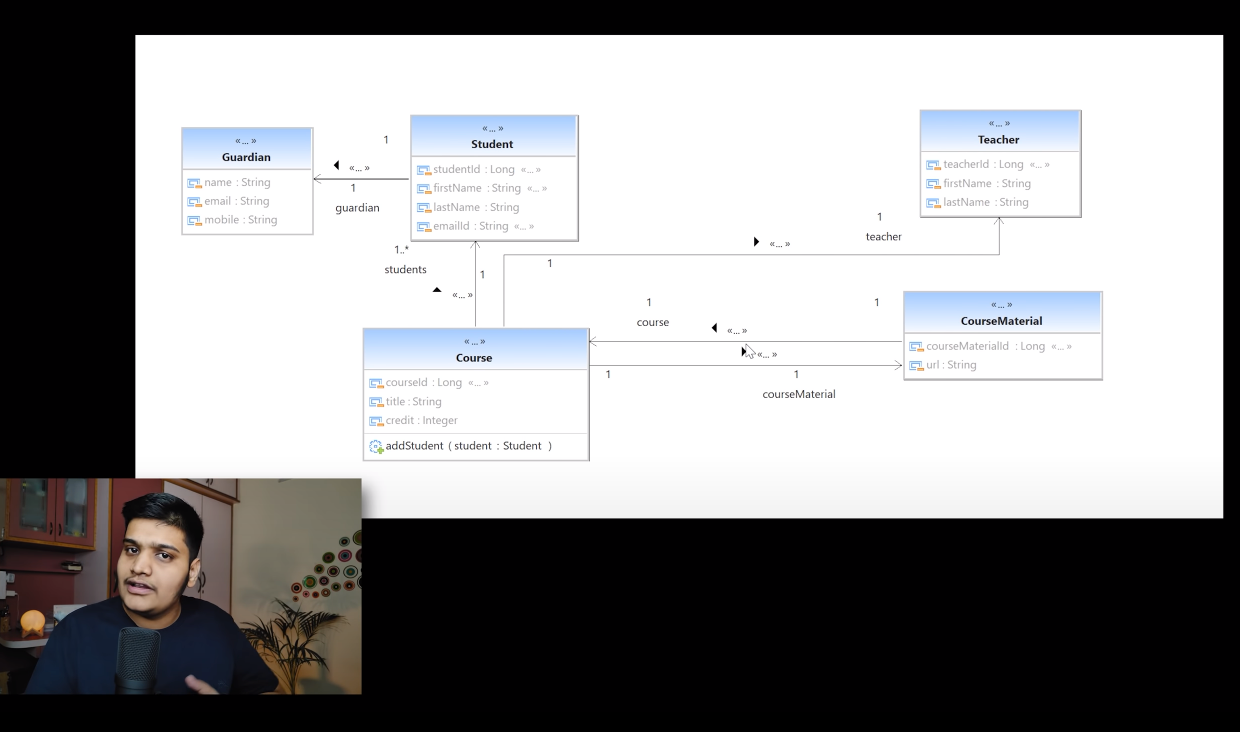 «... »
Guardian
name : String
email : String
mobile : String
1
«... »
1
guardian
«... »
Student
studentId : Long «... »
firstName : String «... »
lastName : String
emailId : String «... »
«... »
Teacher
teacherId : Long «... »
firstName : String
lastName : String
1
teacher
«... »
1
1..*
students
1
«... »
«... »
Course
courseId : Long «... »
title : String
credit : Integer
addStudent ( student : Student )
1
course
«... »
1
«... »
1
1
courseMaterial
«... »
CourseMaterial
courseMaterialId : Long «... »
url : String